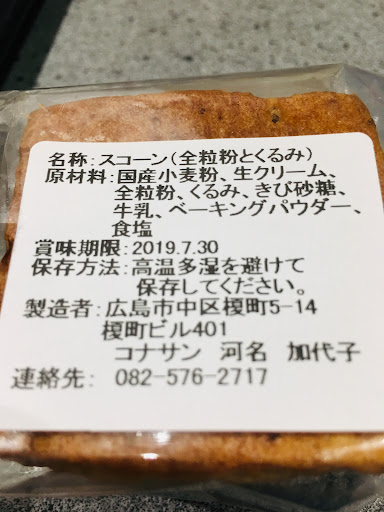 名称:スコーン(全粒粉とくるみ)
原材料:国産小麦粉、生クリーム、
全粒粉、くるみ、きび砂糖、
牛乳、ベーキングパウダー、
食塩
賞味期限:2019.7.30
保存方法:高温多湿を避けて
保存してください。
製造者:広島市中区榎町5-14
榎町ビル401
コナサン 河名 加代子
連絡先: 082-576-2717